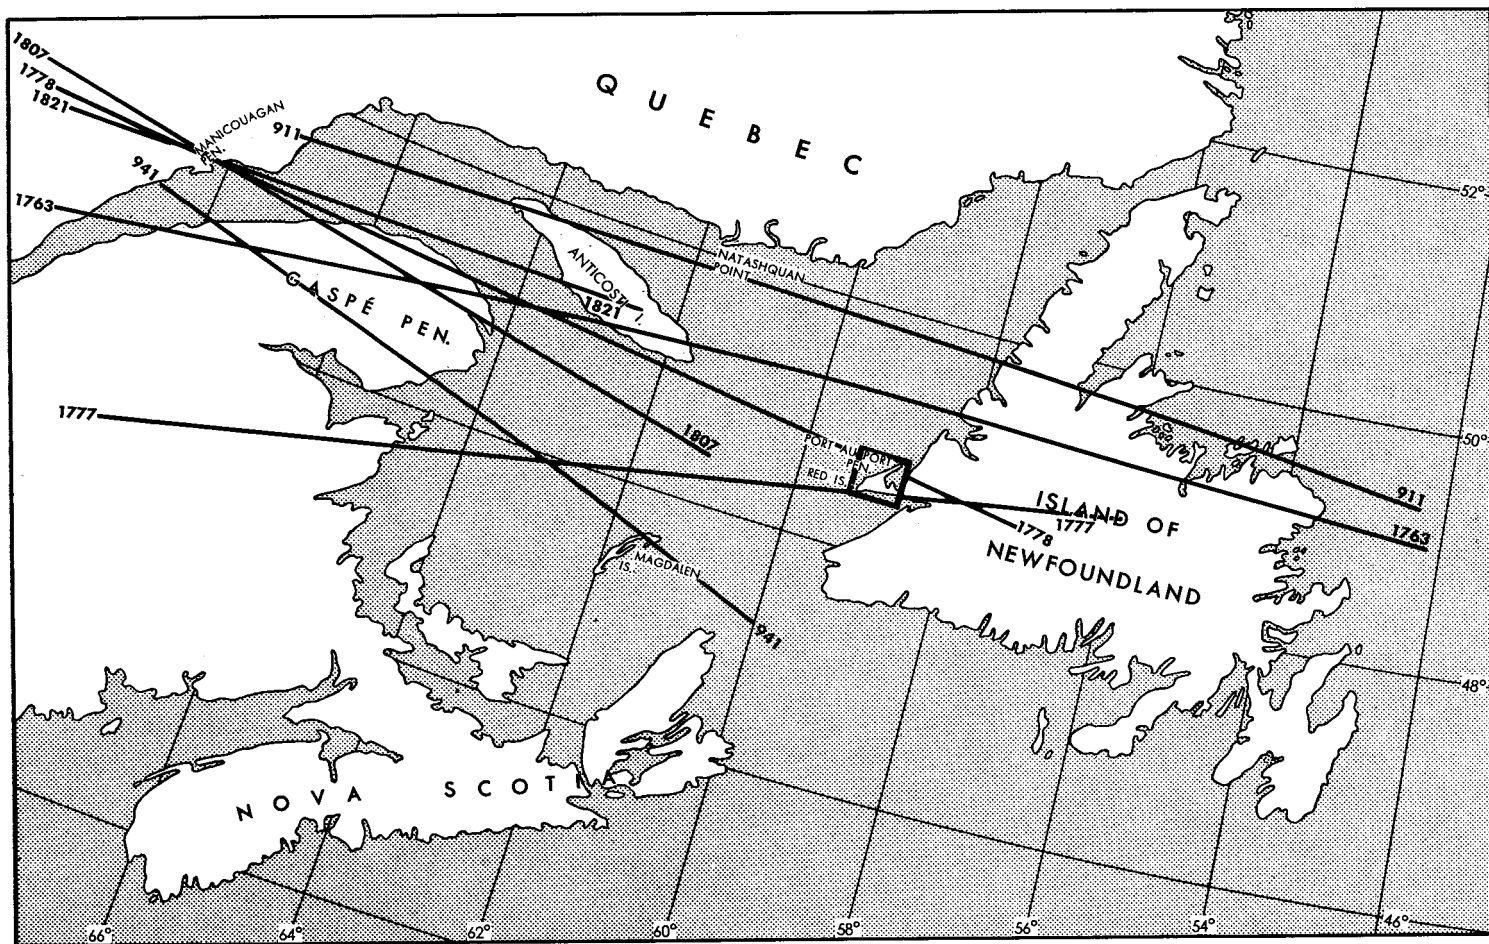 1807
1778
1821
MANICOUAGAN
PEN.
911
941
1763
QUEBEC
52°
ANTICOSTI
I.
1821
NATASHQUAN
POINT
GASPÉ PEN.
1777
1807
PORT AU PORT
PEN.
RED IS.
50°
911
1763
1777
1778
ISLAND OF
NEWFOUNDLAND
MAGDALEN
IS.
941
48°
NOVA SCOTIA
66°
64°
62°
60°
58°
56°
54°
46°